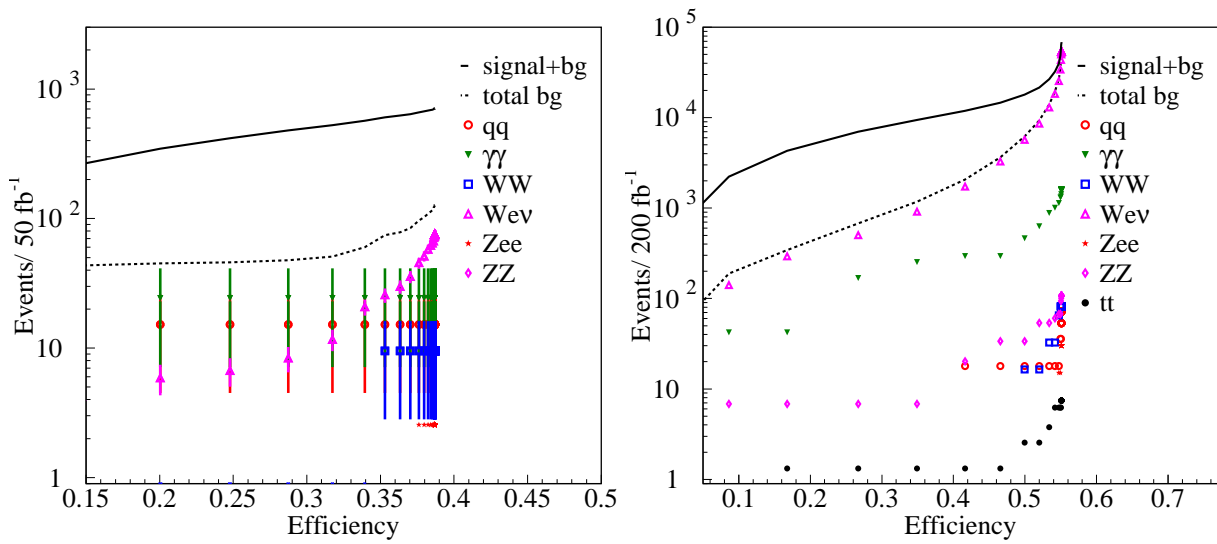 Events/ 50 fb⁻¹
10³
10²
10
1
0.15 0.2 0.25 0.3 0.35 0.4 0.45 0.5
Efficiency
signal+bg
total bg
qq
γγ
WW
Weν
Zee
ZZ
Events/ 200 fb⁻¹
10⁵
10⁴
10³
10²
10
1
0.1 0.2 0.3 0.4 0.5 0.6 0.7
Efficiency
signal+bg
total bg
qq
γγ
WW
Weν
Zee
ZZ
tt